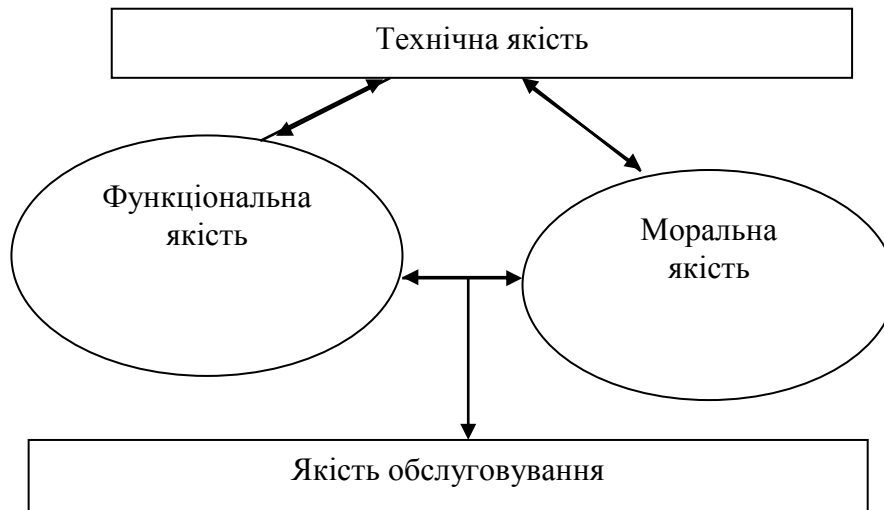 Технічна якість
Функціональна
якість
Моральна
якість
Якість обслуговування